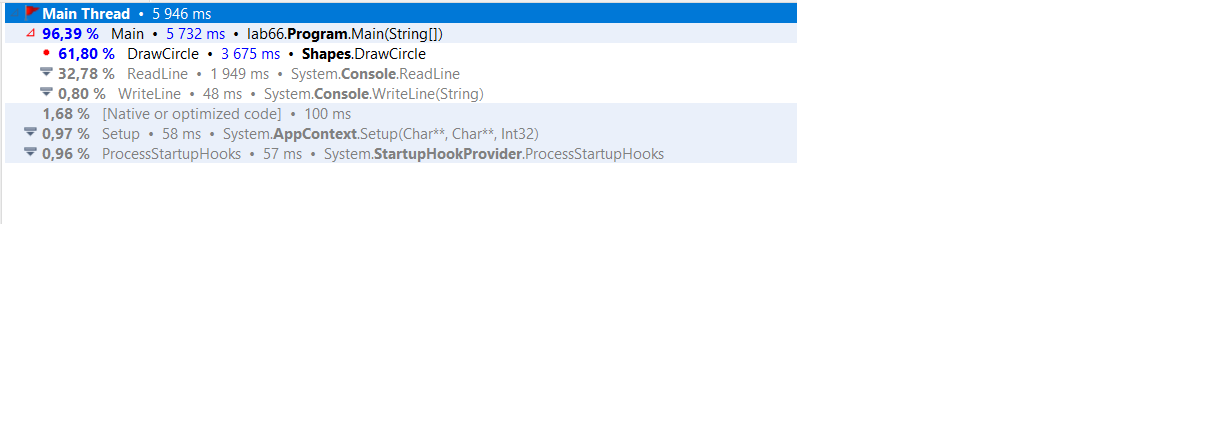 Main Thread • 5 946 ms
96,39 % Main • 5 732 ms • lab66.Program.Main(String[])
61,80 % DrawCircle • 3 675 ms • Shapes.DrawCircle
32,78 % ReadLine • 1 949 ms • System.Console.ReadLine
0,80 % WriteLine • 48 ms • System.Console.WriteLine(String)
1,68 % [Native or optimized code] • 100 ms
0,97 % Setup • 58 ms • System.AppContext.Setup(Char**, Char**, Int32)
0,96 % ProcessStartupHooks • 57 ms • System.StartupHookProvider.ProcessStartupHooks